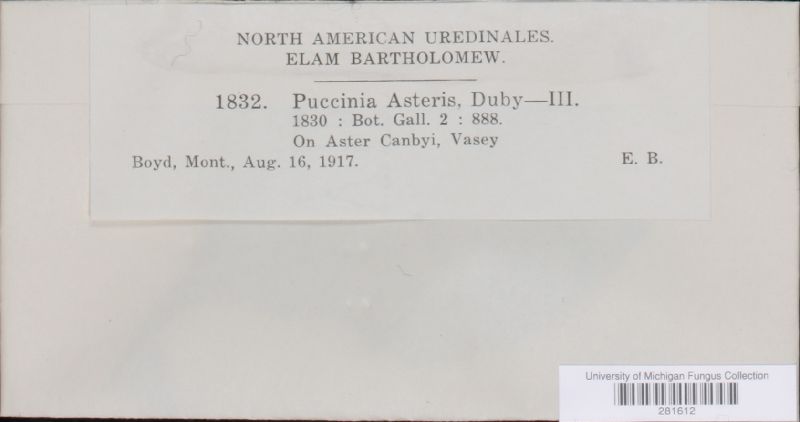 NORTH AMERICAN UREDINALES.
ELAM BARTHOLOMEW.
1832. Puccinia Asteris, Duby—III.
1830 : Bot. Gall. 2 : 888.
On Aster Canbyi, Vasey
Boyd, Mont., Aug. 16, 1917. E. B.
University of Michigan Fungus Collection
281612